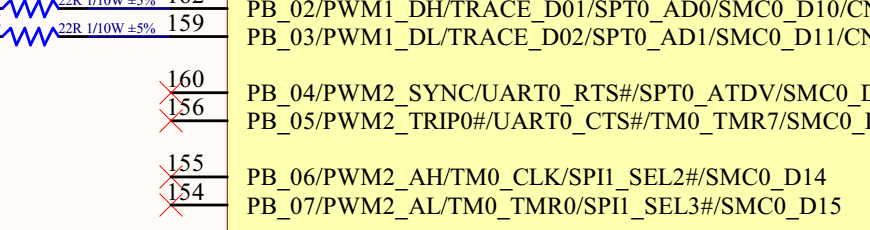 22R 1/10W ±5%
PB_02/PWM1_DH/TRACE_D01/SPT0_AD0/SMC0_D10/CN
22R 1/10W ±5% 159 PB_03/PWM1_DL/TRACE_D02/SPT0_AD1/SMC0_D11/CN
160 PB_04/PWM2_SYNC/UART0_RTS#/SPT0_ATDV/SMC0_D
156 PB_05/PWM2_TRIP0#/UART0_CTS#/TM0_TMR7/SMC0_
155 PB_06/PWM2_AH/TM0_CLK/SPI1_SEL2#/SMC0_D14
154 PB_07/PWM2_AL/TM0_TMR0/SPI1_SEL3#/SMC0_D15